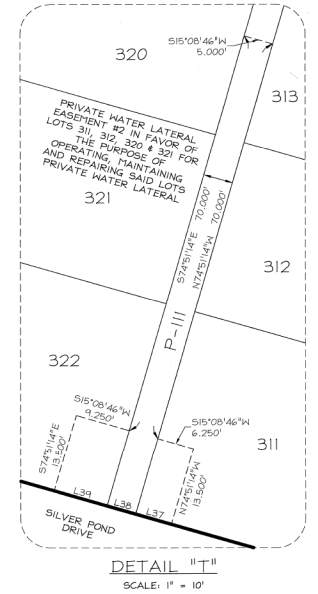 S15°08'46"W
5.000'
320
313
PRIVATE WATER LATERAL
EASEMENT #2 IN FAVOR OF
LOTS 311, 312, 320 & 321 FOR
THE PURPOSE OF
OPERATING, MAINTAINING
AND REPAIRING SAID LOTS
PRIVATE WATER LATERAL
321
70.000'
70.000'
S74°51'14"E
N74°51'14"W
312
P-111
322
S15°08'46"W
9.250'
S15°08'46"W
6.250'
311
S74°51'14"E
13.500'
N74°51'14"W
13.500'
L39
L38
L37
SILVER POND
DRIVE
DETAIL "T"
SCALE: 1" = 10'